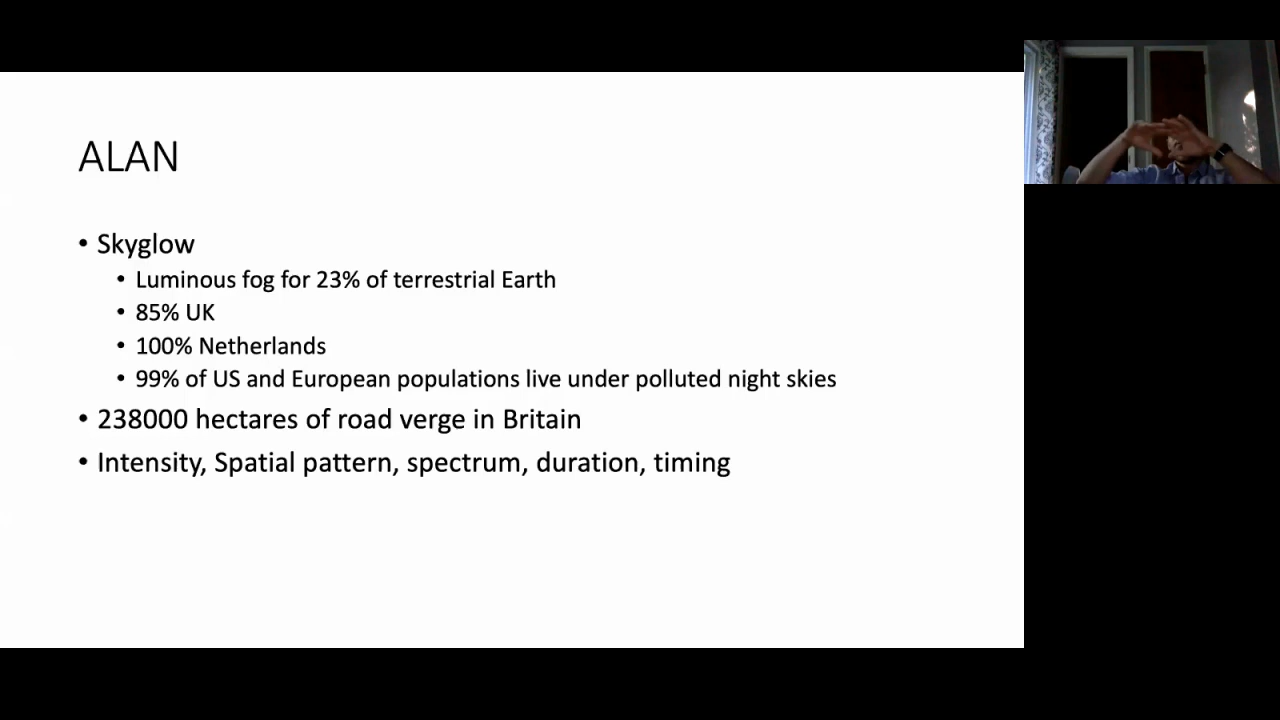 ALAN
• Skyglow
• Luminous fog for 23% of terrestrial Earth
• 85% UK
• 100% Netherlands
• 99% of US and European populations live under polluted night skies
• 238000 hectares of road verge in Britain
• Intensity, Spatial pattern, spectrum, duration, timing